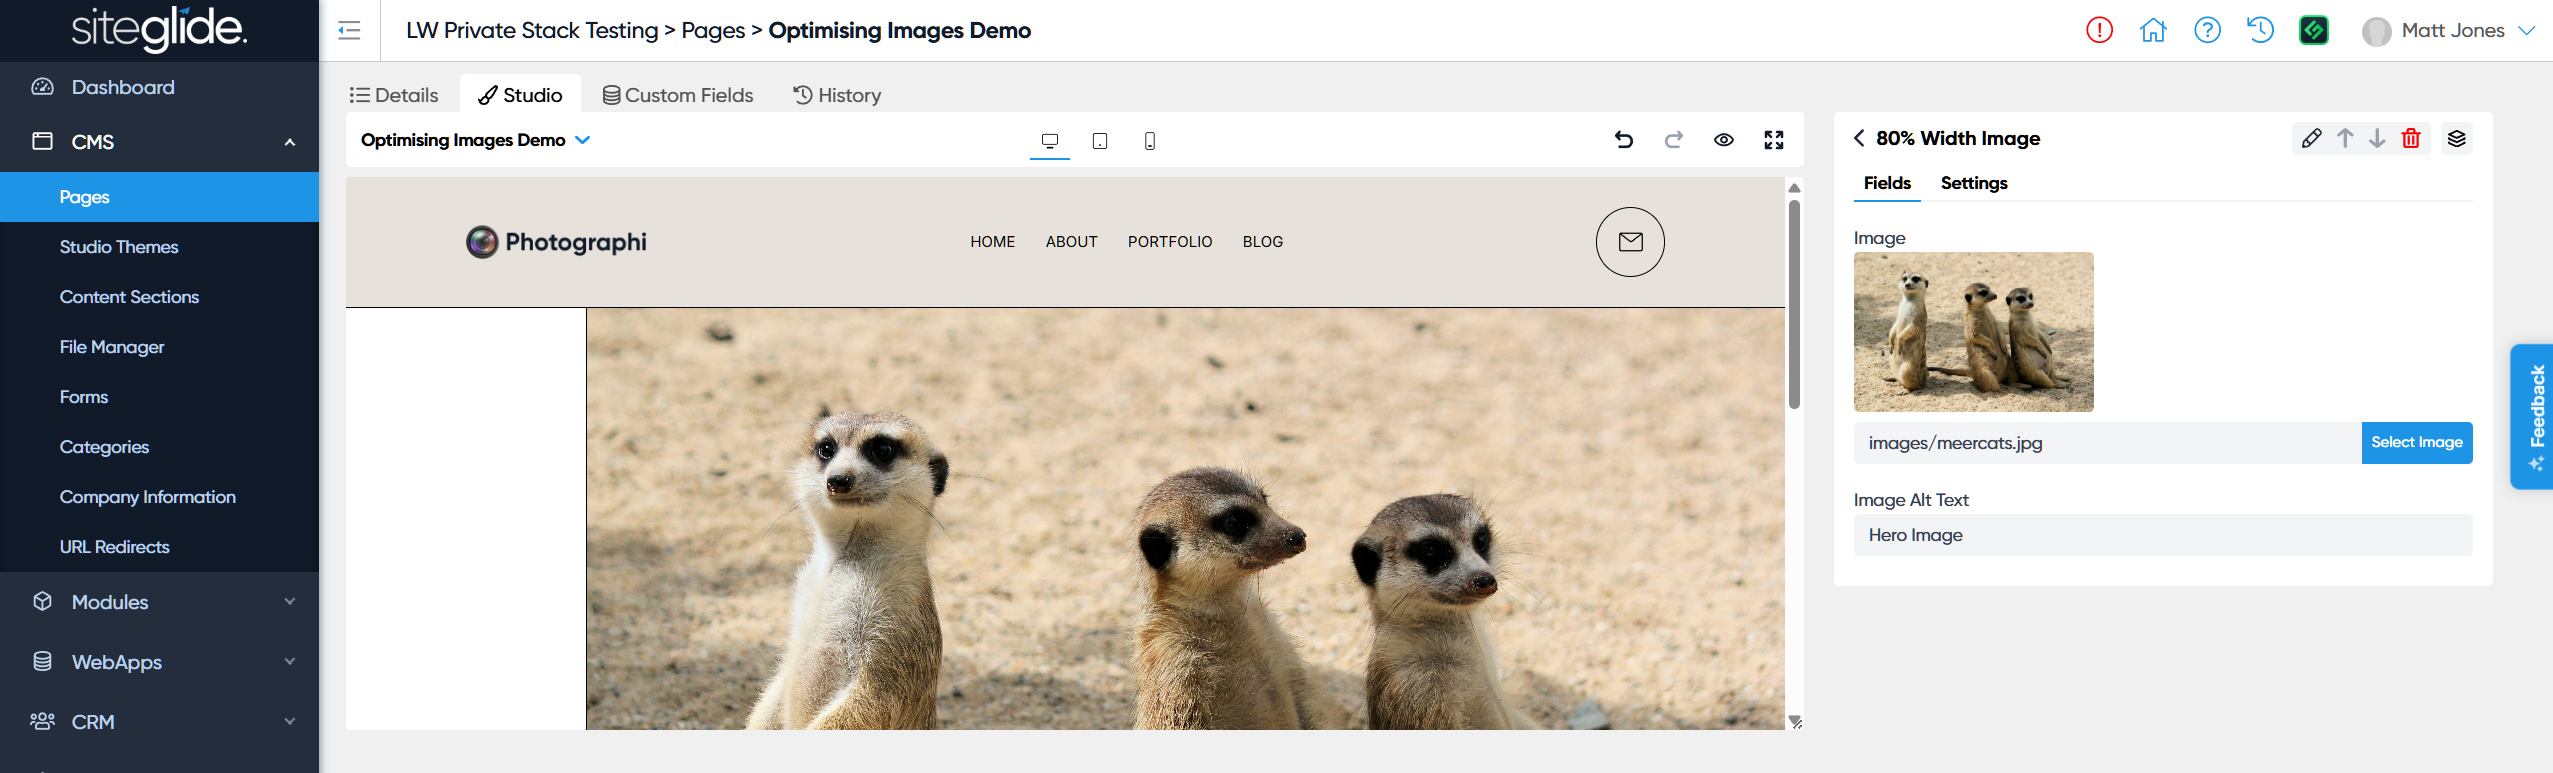 siteglide.
LW Private Stack Testing > Pages > Optimising Images Demo
Matt Jones
Dashboard
CMS
Pages
Studio Themes
Content Sections
File Manager
Forms
Categories
Company Information
URL Redirects
Modules
WebApps
CRM
Details
Studio
Custom Fields
History
Optimising Images Demo
Photographi
HOME
ABOUT
PORTFOLIO
BLOG
80% Width Image
Fields
Settings
Image
images/meercats.jpg
Select Image
Image Alt Text
Hero Image
Feedback